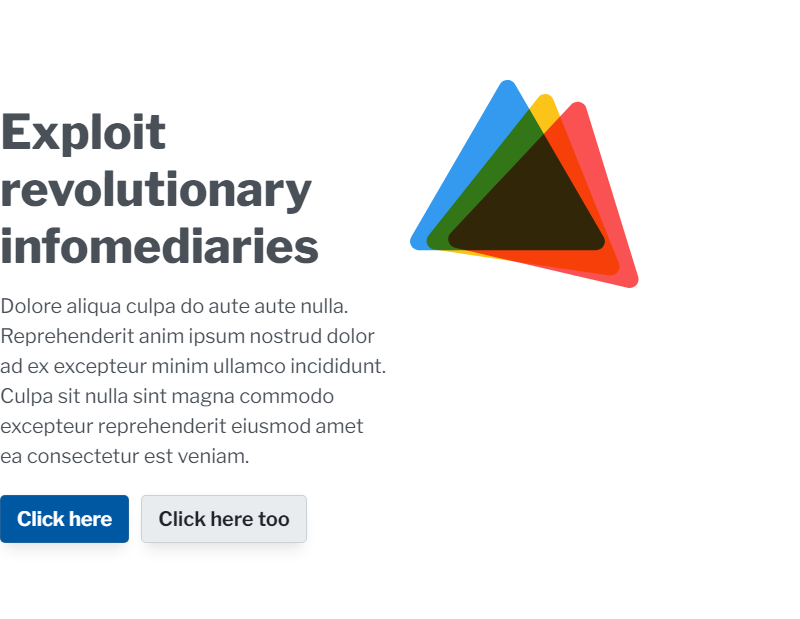 Exploit
revolutionary
infomediaries
Dolore aliqua culpa do aute aute nulla.
Reprehenderit anim ipsum nostrud dolor
ad ex excepteur minim ullamco incididunt.
Culpa sit nulla sint magna commodo
excepteur reprehenderit eiusmod amet
ea consectetur est veniam.
Click here
Click here too